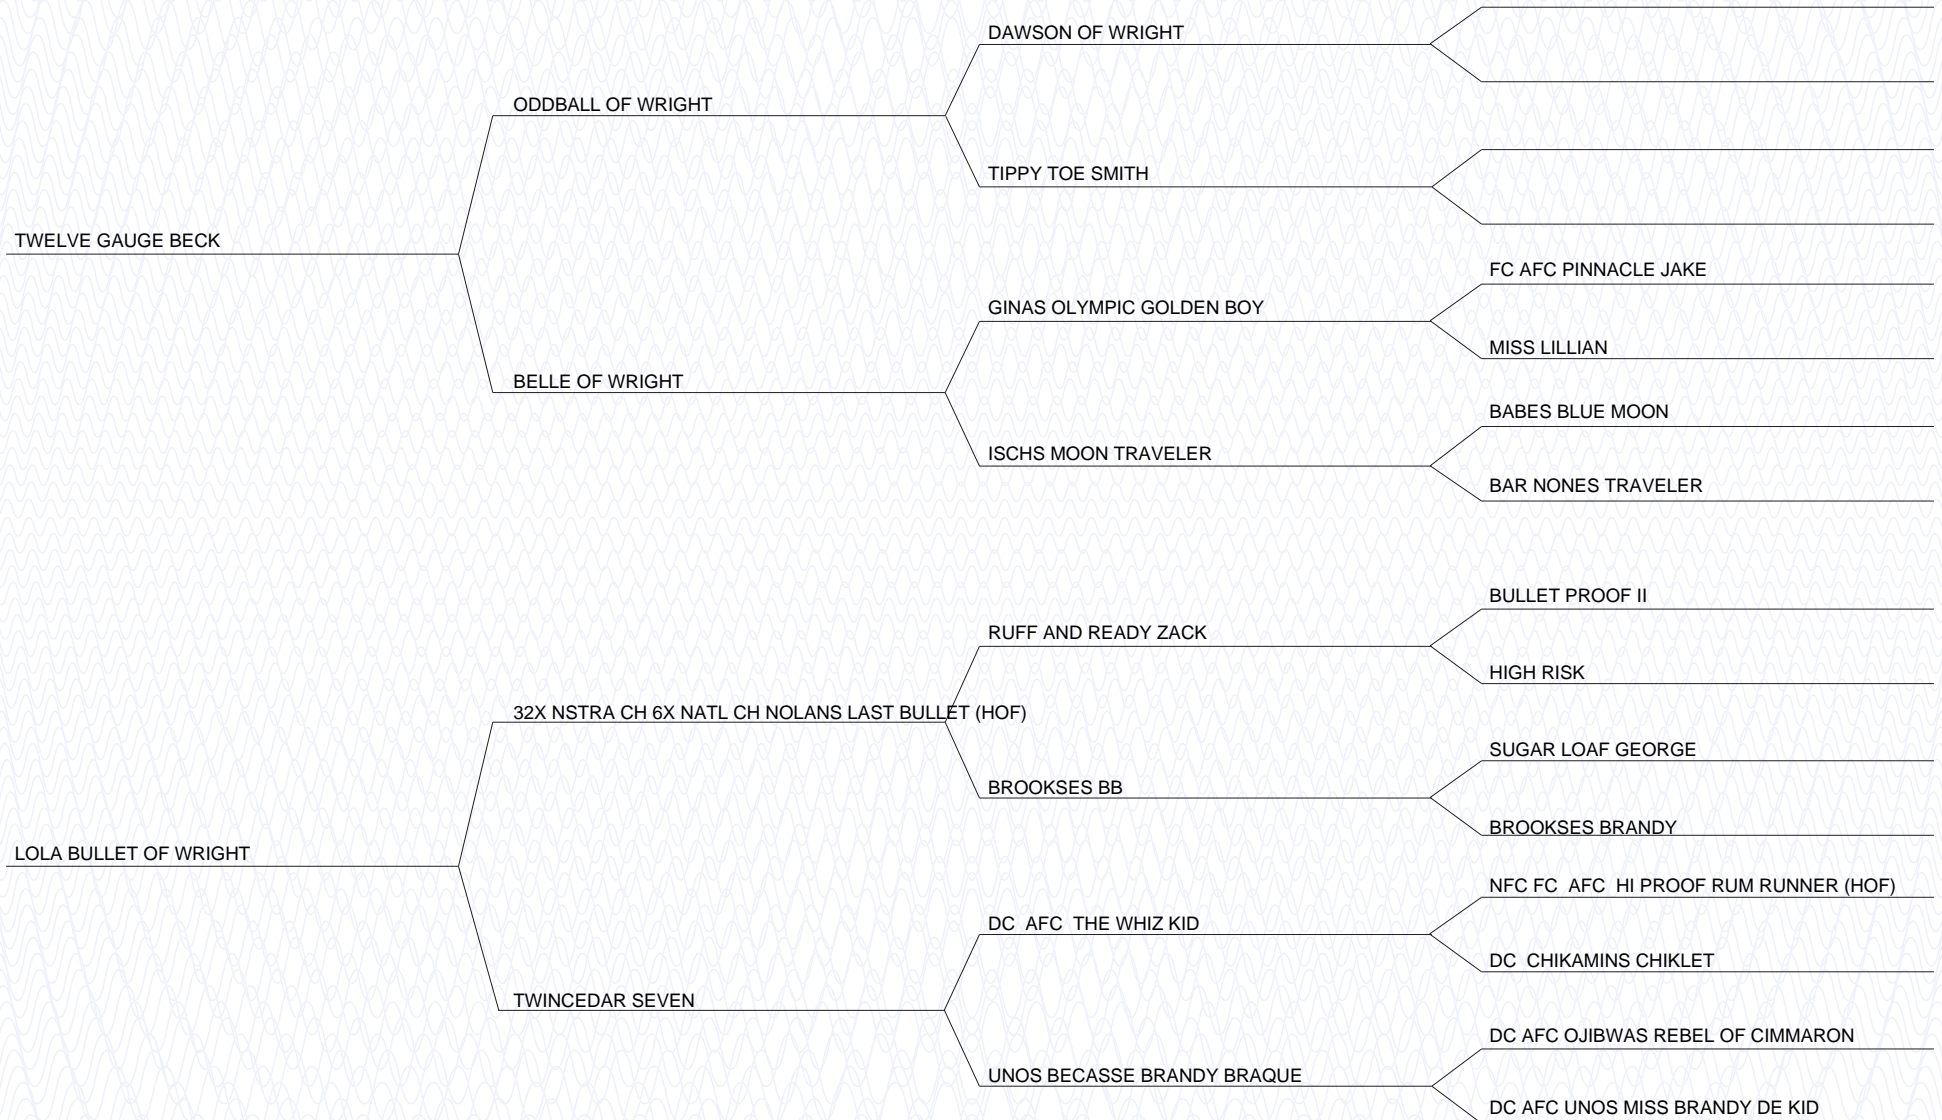 DAWSON OF WRIGHT
ODDBALL OF WRIGHT
TIPPY TOE SMITH
TWELVE GAUGE BECK
FC AFC PINNACLE JAKE
GINAS OLYMPIC GOLDEN BOY
MISS LILLIAN
BELLE OF WRIGHT
BABES BLUE MOON
ISCHS MOON TRAVELER
BAR NONES TRAVELER
BULLET PROOF II
RUFF AND READY ZACK
HIGH RISK
32X NSTRA CH 6X NATL CH NOLANS LAST BULLET (HOF)
SUGAR LOAF GEORGE
BROOKSES BB
BROOKSES BRANDY
LOLA BULLET OF WRIGHT
NFC FC  AFC  HI PROOF RUM RUNNER (HOF)
DC  AFC  THE WHIZ KID
DC  CHIKAMINS CHIKLET
TWINCEDAR SEVEN
DC AFC OJIBWAS REBEL OF CIMMARON
UNOS BECASSE BRANDY BRAQUE
DC AFC UNOS MISS BRANDY DE KID